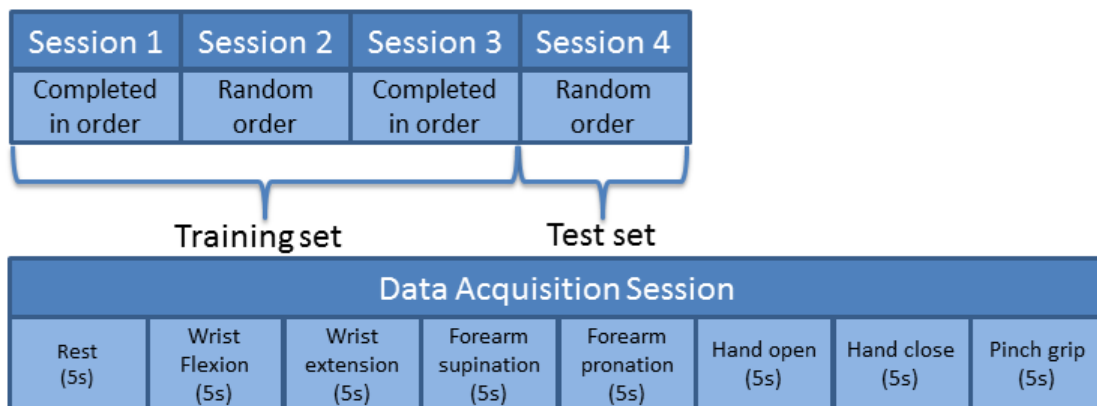 Session 1 Session 2 Session 3 Session 4
Completed Random Completed Random
in order order in order order
Training set Test set
Data Acquisition Session
Rest
(5s)
Wrist
Flexion
(5s)
Wrist
extension
(5s)
Forearm
supination
(5s)
Forearm
pronation
(5s)
Hand open
(5s)
Hand close
(5s)
Pinch grip
(5s)